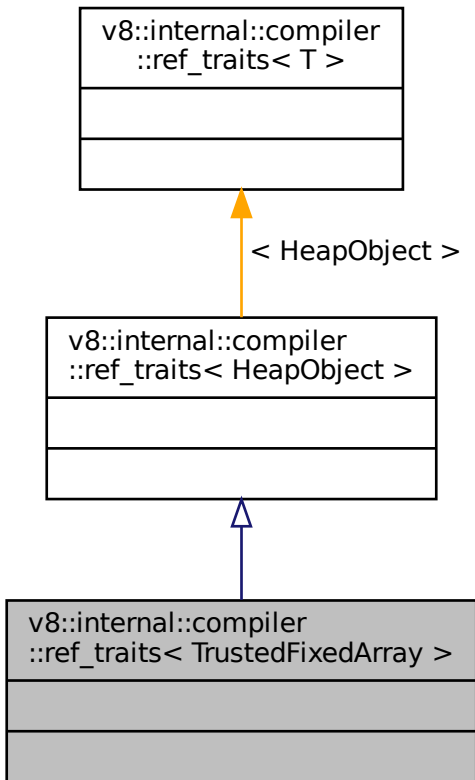 v8::internal::compiler
::ref_traits< T >
< HeapObject >
v8::internal::compiler
::ref_traits< HeapObject >
v8::internal::compiler
::ref_traits< TrustedFixedArray >